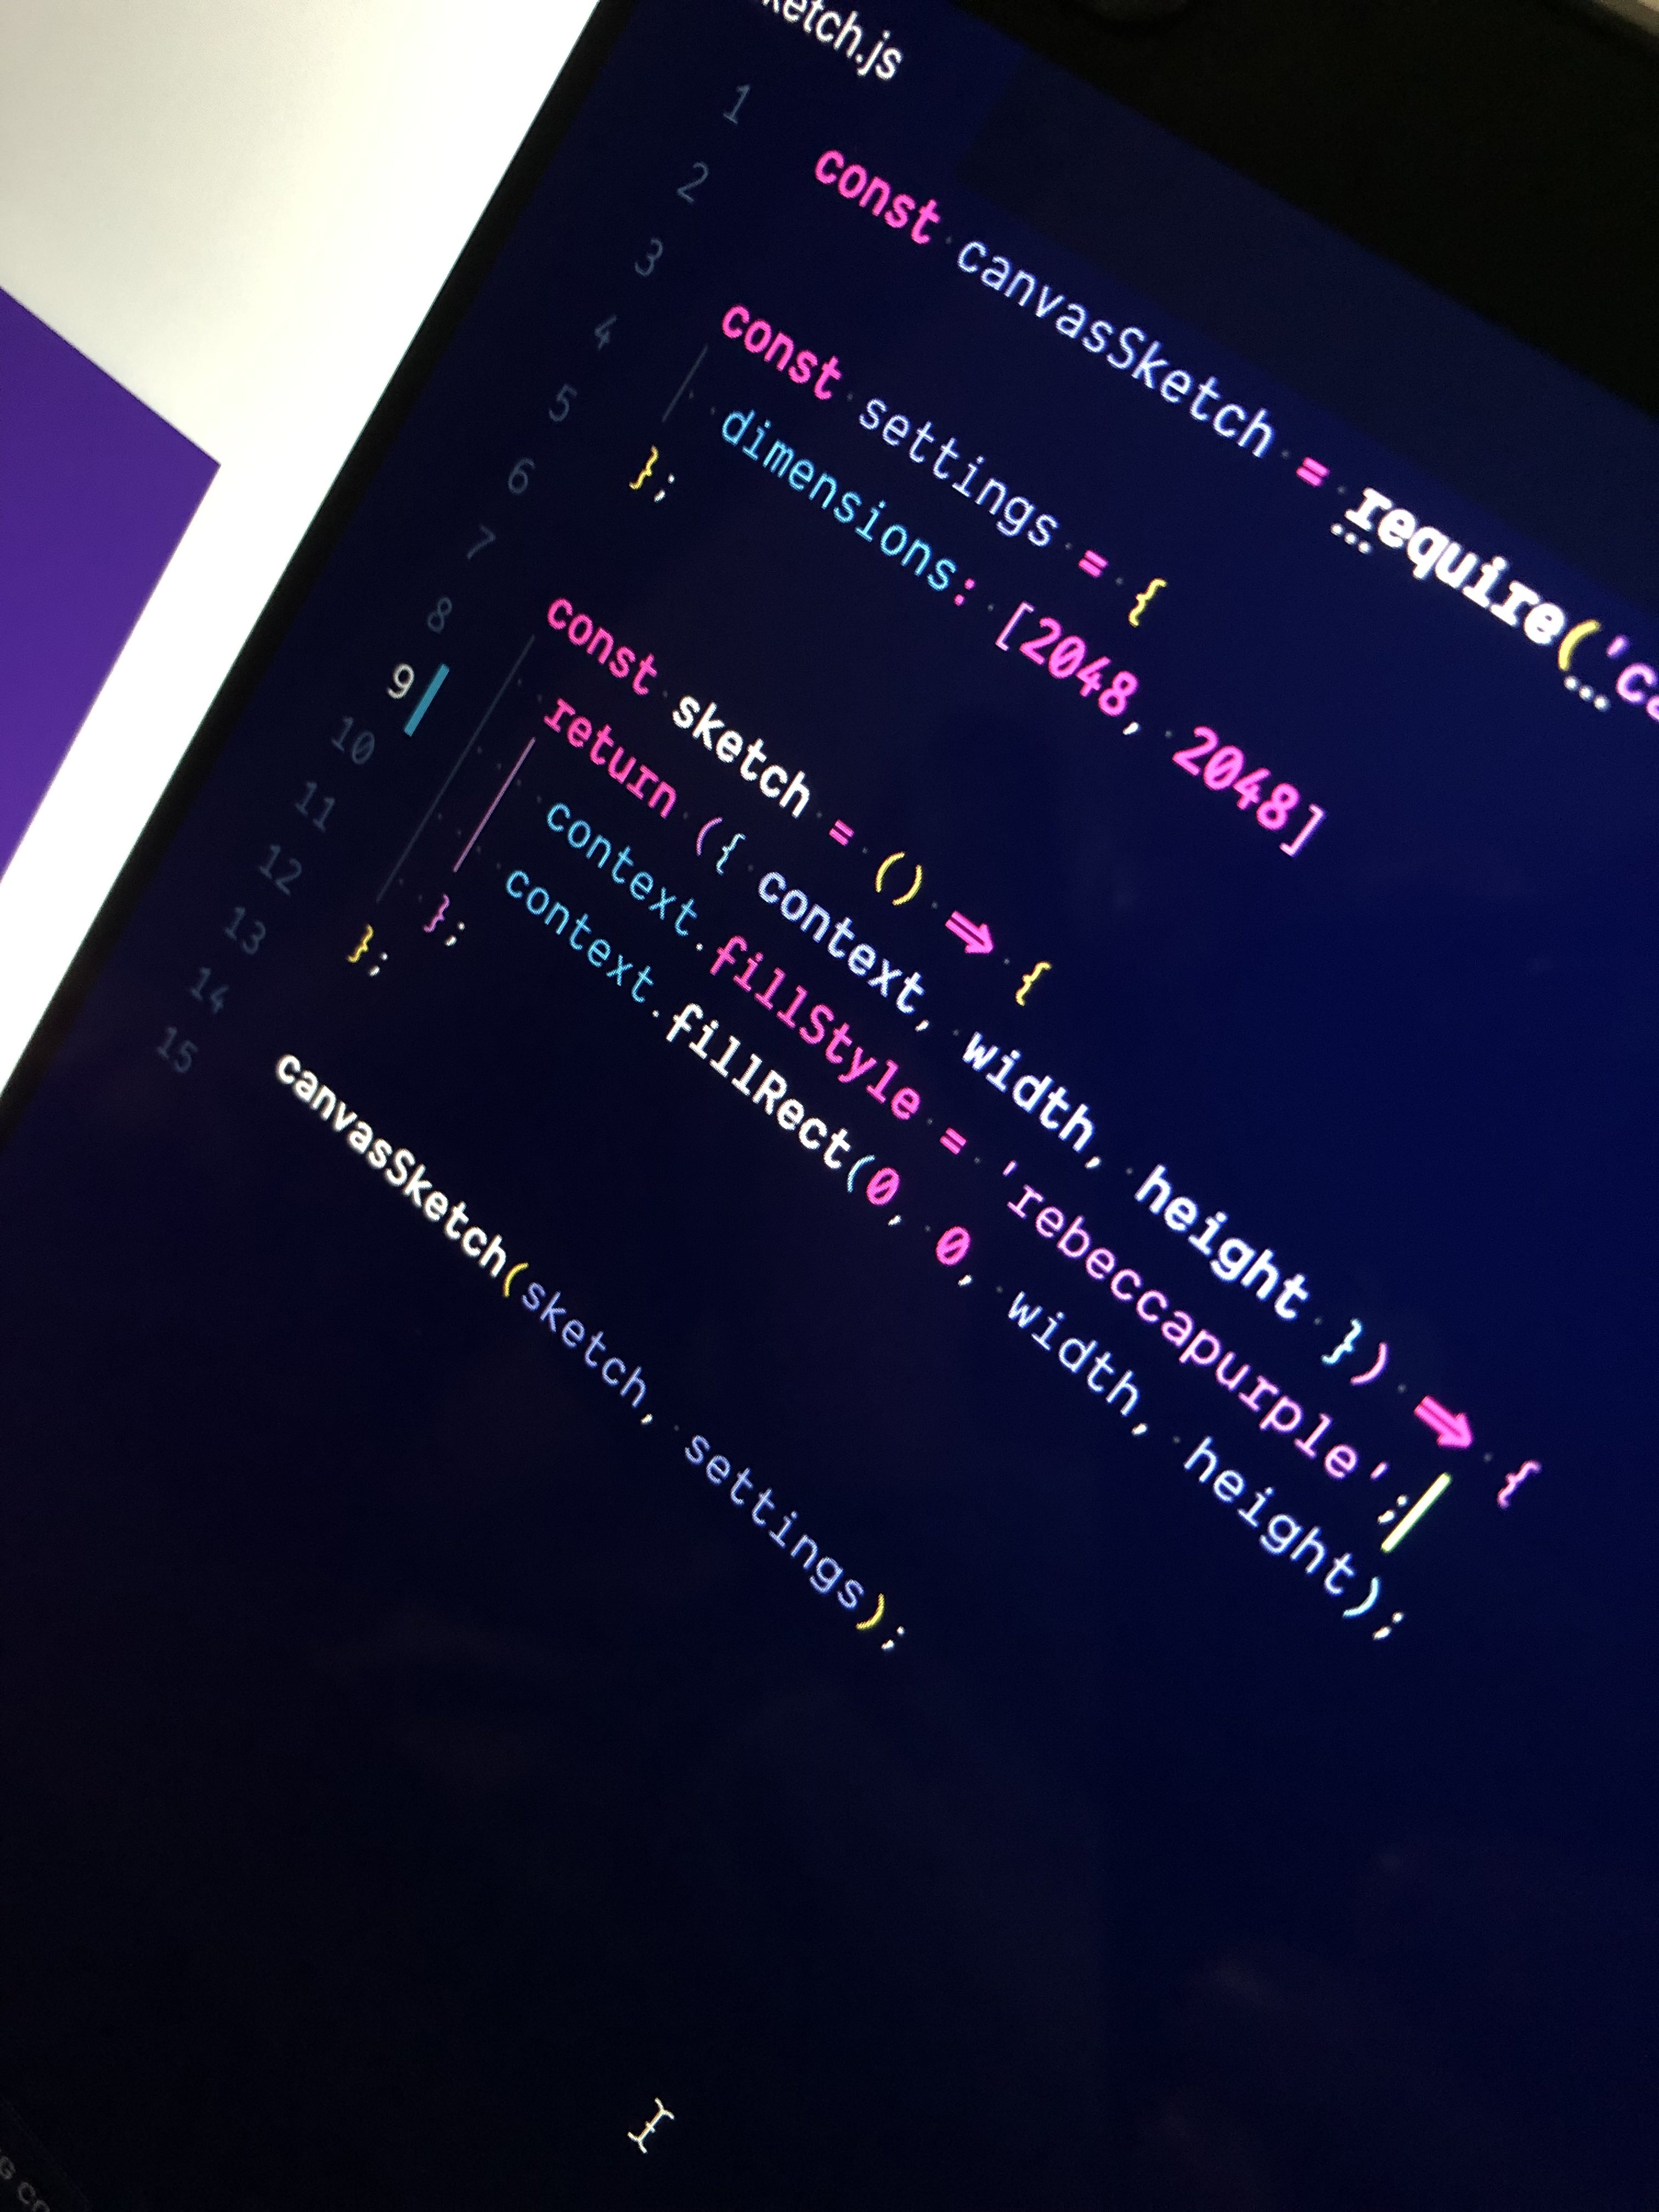 ketch.js
1 const canvasSketch = require('ca
2
3 const settings = {
4 dimensions: [2048, 2048]
5 };
6
7 const sketch = () => {
8 return ({ context, width, height }) => {
9 context.fillStyle = 'rebeccapurple';
10 context.fillRect(0, 0, width, height);
11 };
12 };
13
14 canvasSketch(sketch, settings);
15